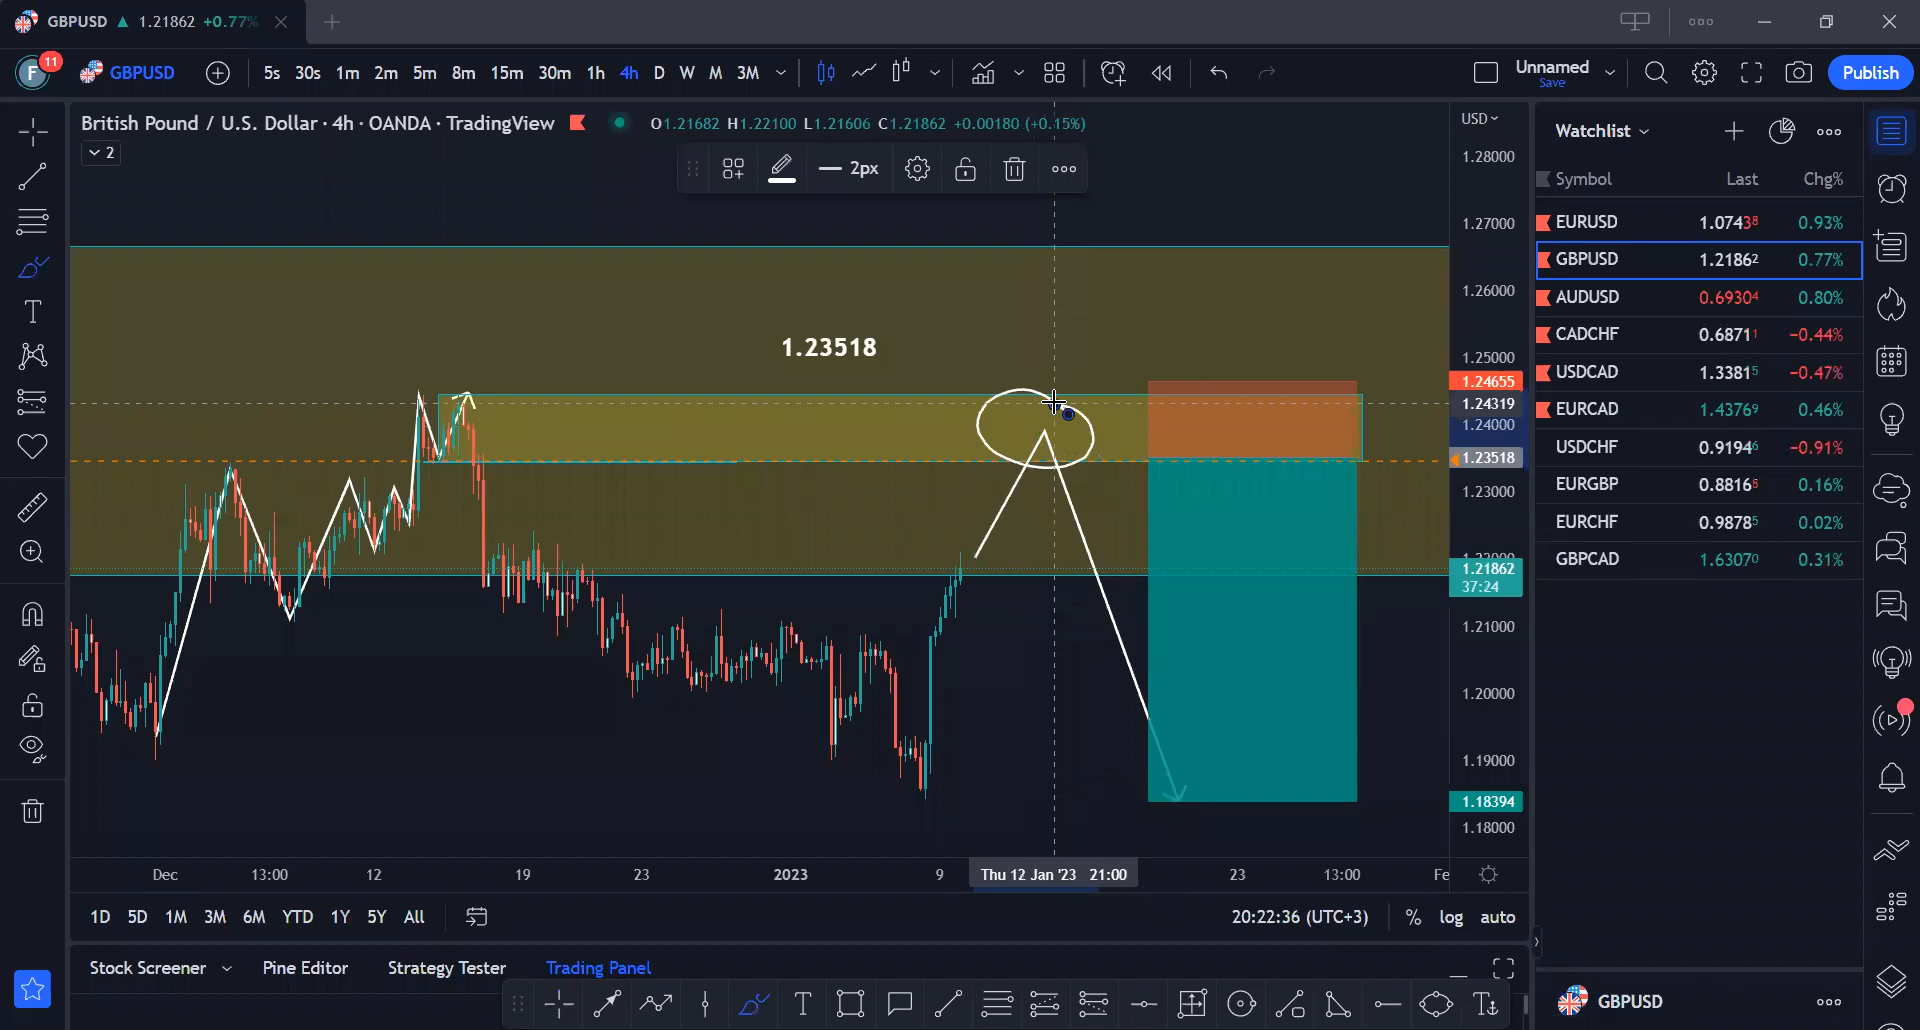 GBPUSD ▲ 1.21862 +0.77%
F 11 GBPUSD 5s 30s 1m 2m 5m 8m 15m 30m 1h 4h D W M 3M Unnamed Save Publish
British Pound / U.S. Dollar · 4h · OANDA · TradingView O1.21682 H1.22100 L1.21606 C1.21862 +0.00180 (+0.15%)
2
2px
USD
1.28000
1.27000
1.26000
1.25000
1.24655
1.24319
1.24000
1.23518
1.23000
1.22000
1.21862
37:24
1.21000
1.20000
1.19000
1.18394
1.18000
1.23518
Dec 13:00 12 19 23 2023 9 Thu 12 Jan '23 21:00 23 13:00 Fe
1D 5D 1M 3M 6M YTD 1Y 5Y All 20:22:36 (UTC+3) % log auto
Stock Screener Pine Editor Strategy Tester Trading Panel
T
Watchlist
Symbol Last Chg%
EURUSD 1.07438 0.93%
GBPUSD 1.21862 0.77%
AUDUSD 0.69304 0.80%
CADCHF 0.68711 −0.44%
USDCAD 1.33815 −0.47%
EURCAD 1.43769 0.46%
USDCHF 0.91946 −0.91%
EURGBP 0.88165 0.16%
EURCHF 0.98785 0.02%
GBPCAD 1.63070 0.31%
GBPUSD